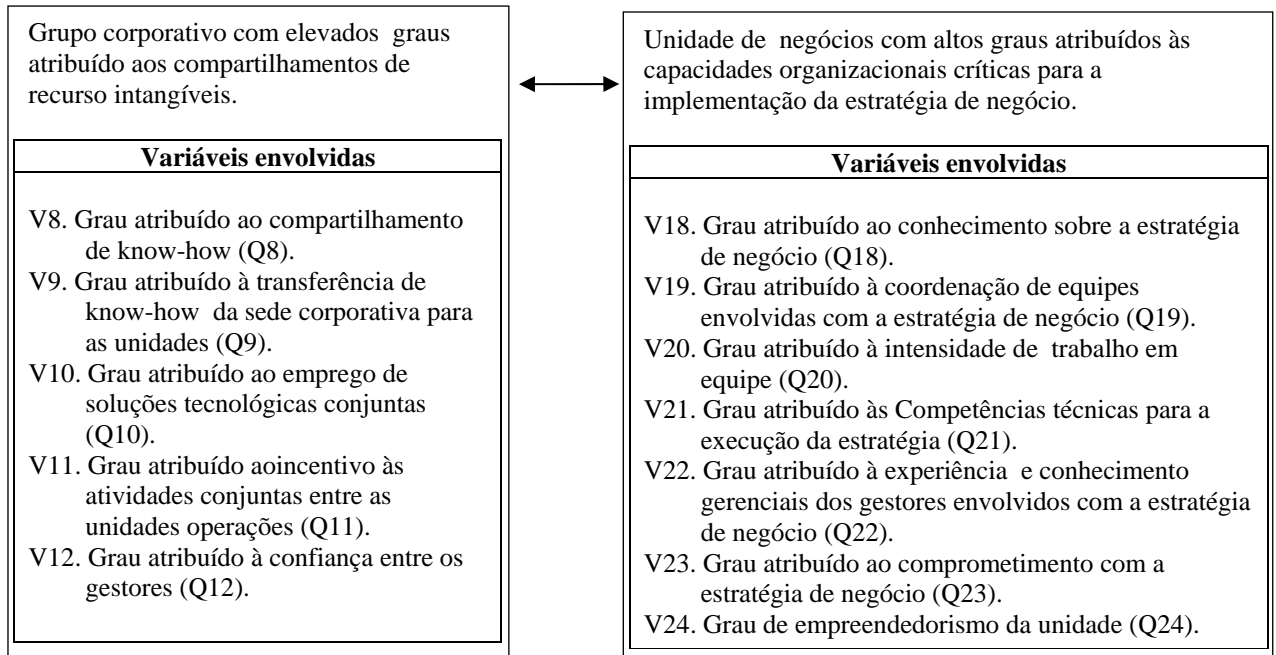 Grupo corporativo com elevados graus
atribuído aos compartilhamentos de
recurso intangíveis.
Variáveis envolvidas
V8. Grau atribuído ao compartilhamento
de know-how (Q8).
V9. Grau atribuído à transferência de
know-how da sede corporativa para
as unidades (Q9).
V10. Grau atribuído ao emprego de
soluções tecnológicas conjuntas
(Q10).
V11. Grau atribuído aoincentivo às
atividades conjuntas entre as
unidades operações (Q11).
V12. Grau atribuído à confiança entre os
gestores (Q12).
Unidade de negócios com altos graus atribuídos às
capacidades organizacionais críticas para a
implementação da estratégia de negócio.
Variáveis envolvidas
V18. Grau atribuído ao conhecimento sobre a estratégia
de negócio (Q18).
V19. Grau atribuído à coordenação de equipes
envolvidas com a estratégia de negócio (Q19).
V20. Grau atribuído à intensidade de trabalho em
equipe (Q20).
V21. Grau atribuído às Competências técnicas para a
execução da estratégia (Q21).
V22. Grau atribuído à experiência e conhecimento
gerenciais dos gestores envolvidos com a estratégia
de negócio (Q22).
V23. Grau atribuído ao comprometimento com a
estratégia de negócio (Q23).
V24. Grau de empreendedorismo da unidade (Q24).